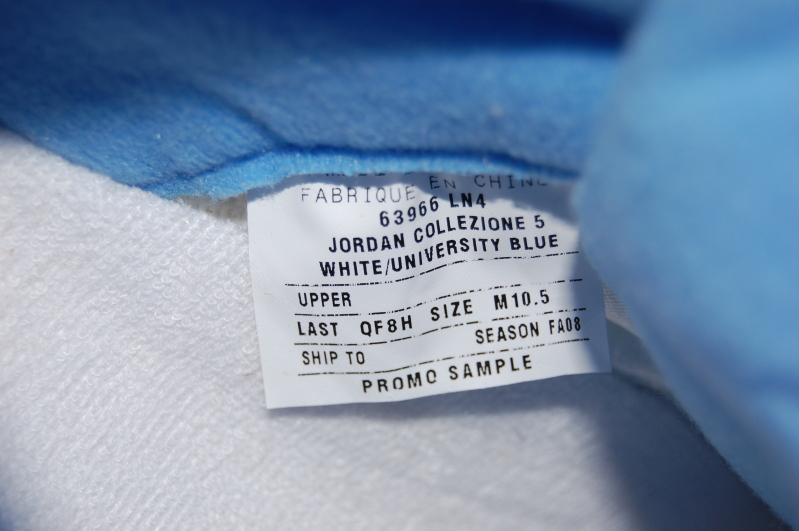 FABRIQUE EN CHINE
63966 LN4
JORDAN COLLEZIONE 5
WHITE/UNIVERSITY BLUE
UPPER
LAST QF8H SIZE M10.5
SHIP TO SEASON FA08
PROMO SAMPLE